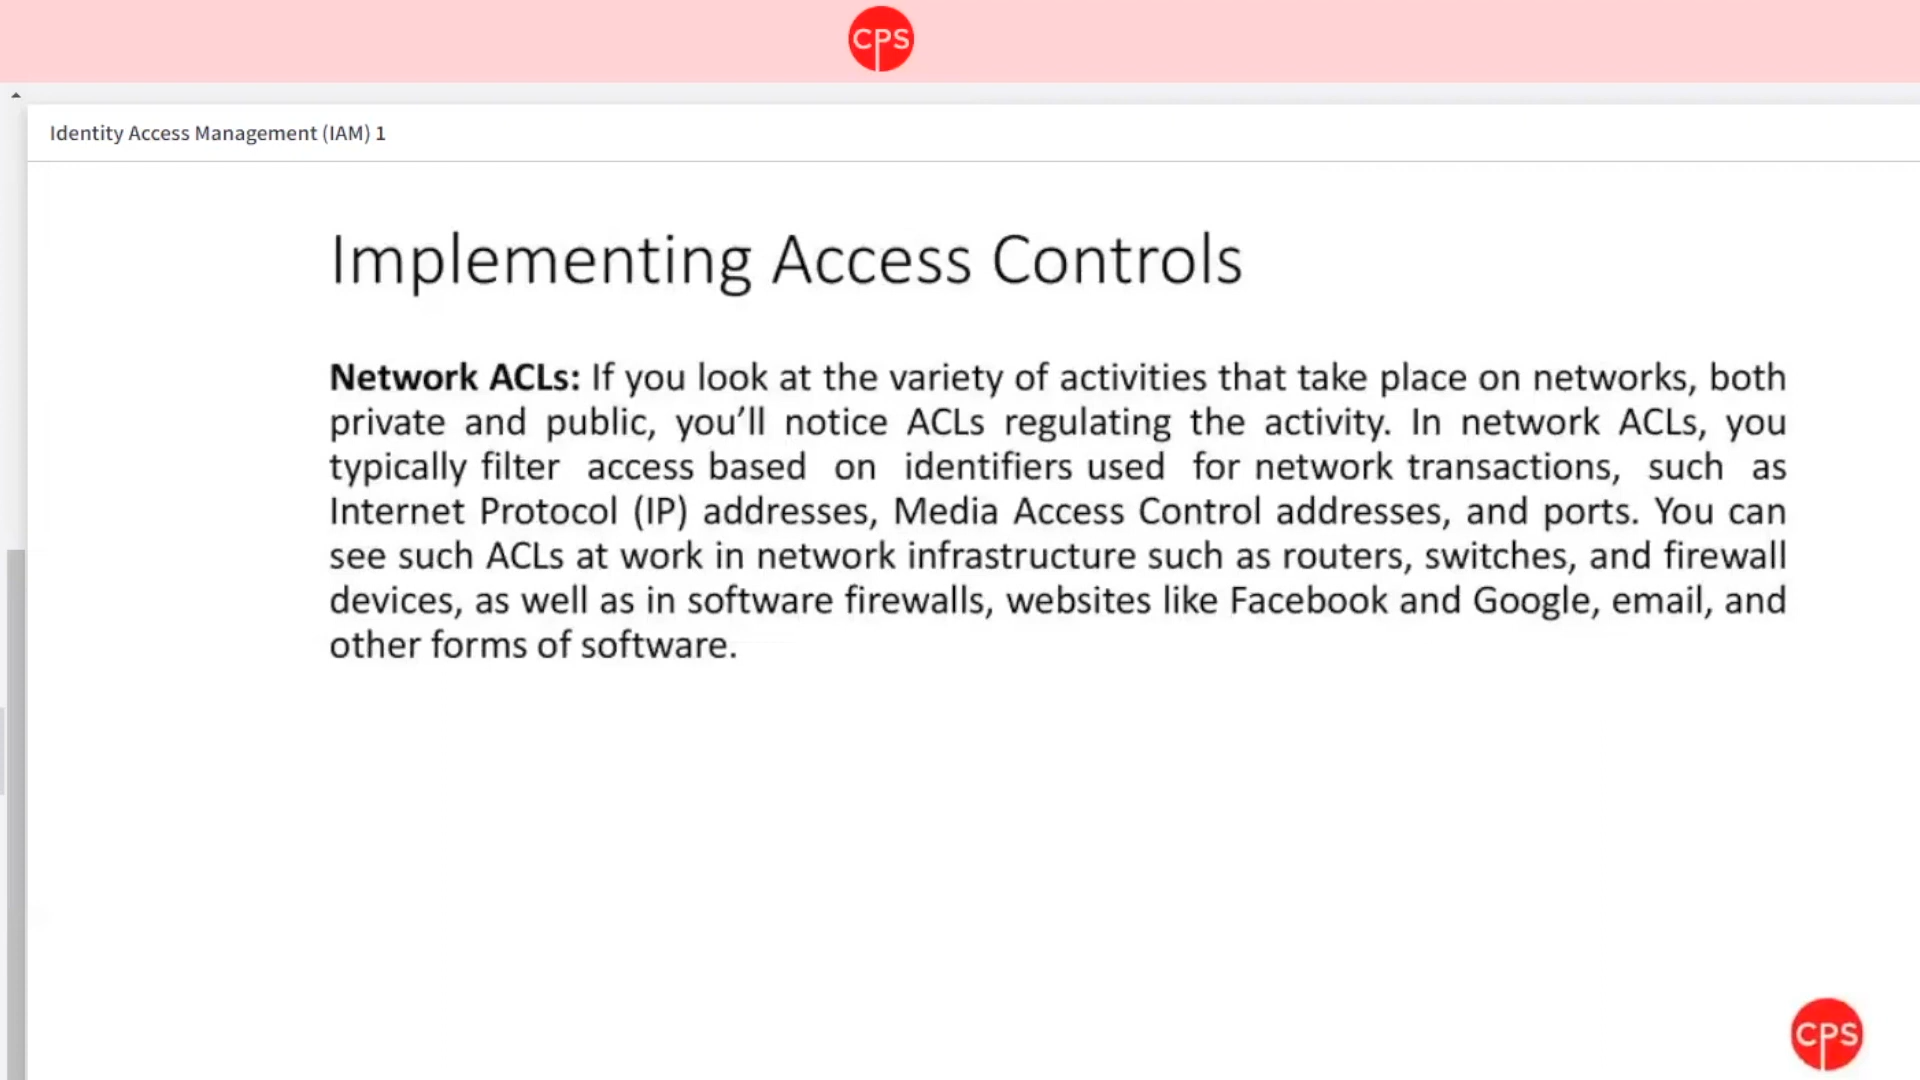 CPS
Identity Access Management (IAM) 1
Implementing Access Controls
Network ACLs: If you look at the variety of activities that take place on networks, both
private and public, you’ll notice ACLs regulating the activity. In network ACLs, you
typically filter access based on identifiers used for network transactions, such as
Internet Protocol (IP) addresses, Media Access Control addresses, and ports. You can
see such ACLs at work in network infrastructure such as routers, switches, and firewall
devices, as well as in software firewalls, websites like Facebook and Google, email, and
other forms of software.
CPS